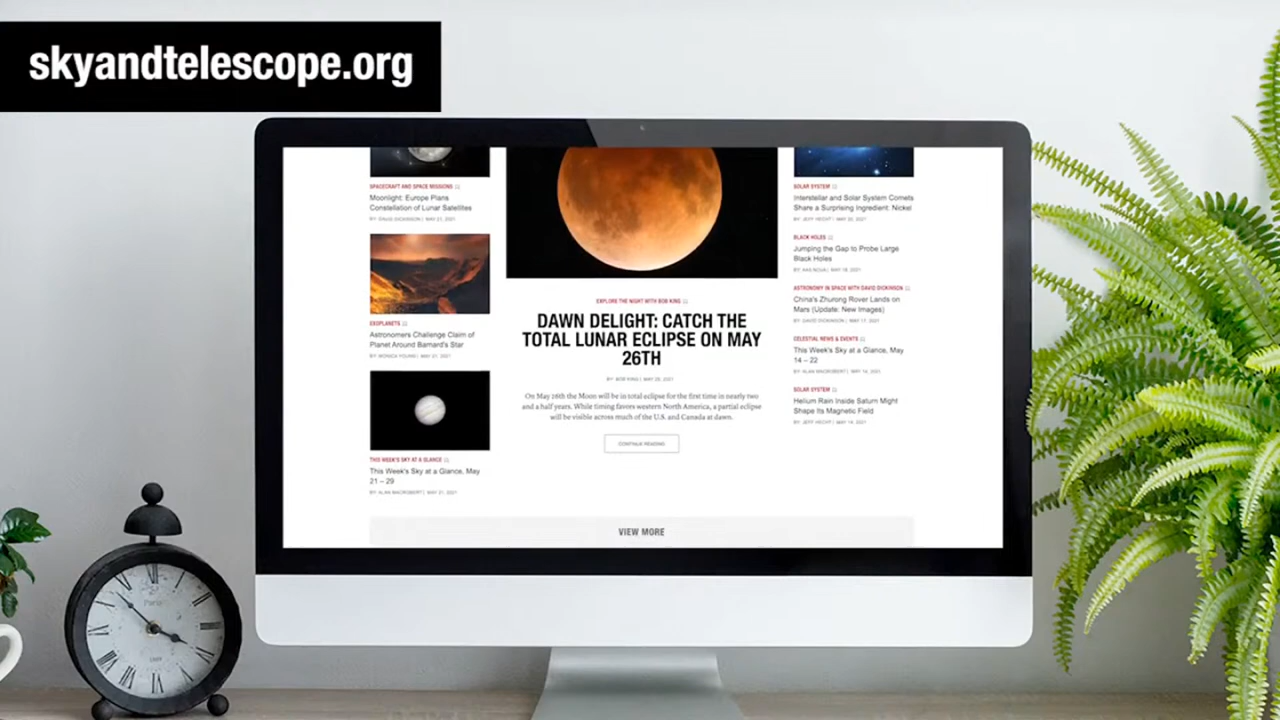 skyandtelescope.org
SPACECRAFT AND SPACE MISSIONS
Moonlight: Europe Plans
Constellation of Lunar Satellites
BY: DAVID DICKINSON | MAY 21, 2021
EXOPLANETS
Astronomers Challenge Claim of
Planet Around Barnard's Star
BY: MONICA YOUNG | MAY 21, 2021
THIS WEEK'S SKY AT A GLANCE
This Week's Sky at a Glance, May
21 – 29
BY: ALAN MACROBERT | MAY 21, 2021
EXPLORE THE NIGHT WITH BOB KING
DAWN DELIGHT: CATCH THE
TOTAL LUNAR ECLIPSE ON MAY
26TH
BY: BOB KING | MAY 20, 2021
On May 26th the Moon will be in total eclipse for the first time in nearly two
and a half years. While timing favors western North America, a partial eclipse
will be visible across much of the U.S. and Canada at dawn.
CONTINUE READING
SOLAR SYSTEM
Interstellar and Solar System Comets
Share a Surprising Ingredient: Nickel
BY: JEFF HECHT | MAY 20, 2021
BLACK HOLES
Jumping the Gap to Probe Large
Black Holes
MAY 18, 2021
ASTRONOMY IN SPACE WITH DAVID DICKINSON
China's Zhurong Rover Lands on
Mars (Update: New Images)
BY: DAVID DICKINSON | MAY 17, 2021
CELESTIAL NEWS & EVENTS
This Week's Sky at a Glance, May
14 – 22
BY: ALAN MACROBERT | MAY 14, 2021
SOLAR SYSTEM
Helium Rain Inside Saturn Might
Shape Its Magnetic Field
BY: JEFF HECHT | MAY 14, 2021
VIEW MORE
Paris